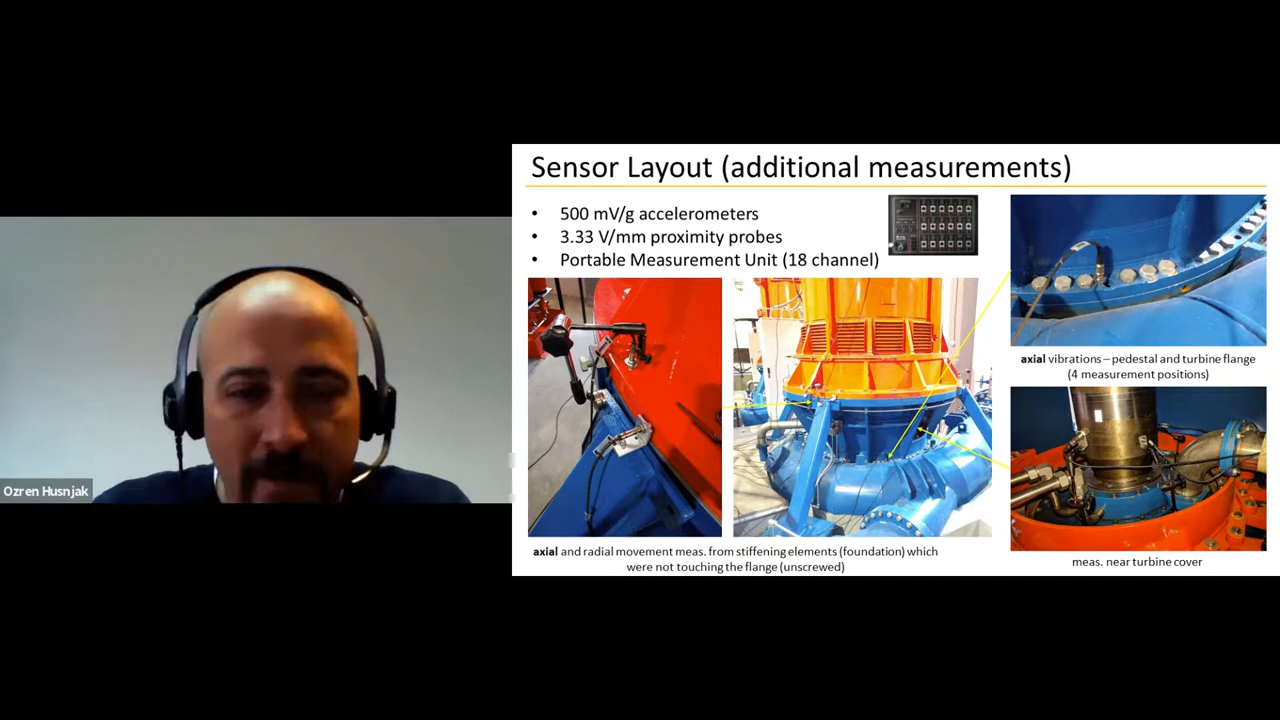 Ozren Husnjak
Sensor Layout (additional measurements)
• 500 mV/g accelerometers
• 3.33 V/mm proximity probes
• Portable Measurement Unit (18 channel)
axial vibrations – pedestal and turbine flange
(4 measurement positions)
axial and radial movement meas. from stiffening elements (foundation) which
were not touching the flange (unscrewed)
meas. near turbine cover